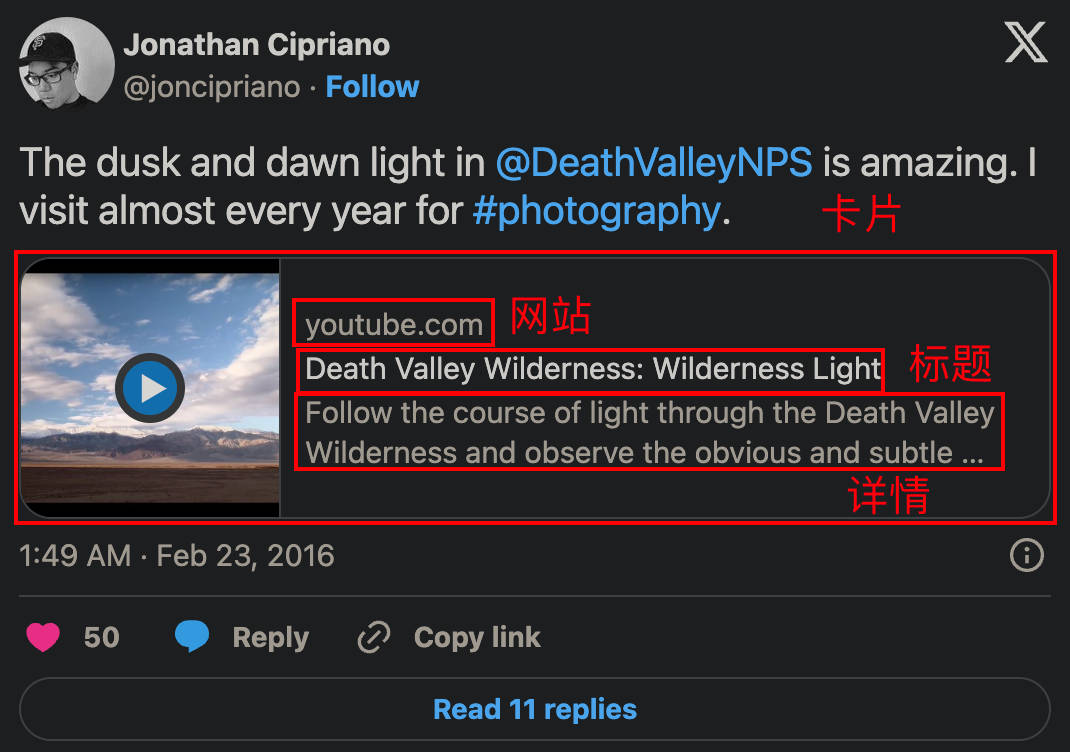 Jonathan Cipriano
@joncipriano · Follow
The dusk and dawn light in @DeathValleyNPS is amazing. I
visit almost every year for #photography.
卡片
youtube.com
网站
Death Valley Wilderness: Wilderness Light
标题
Follow the course of light through the Death Valley
Wilderness and observe the obvious and subtle ...
详情
1:49 AM · Feb 23, 2016
50
Reply
Copy link
Read 11 replies